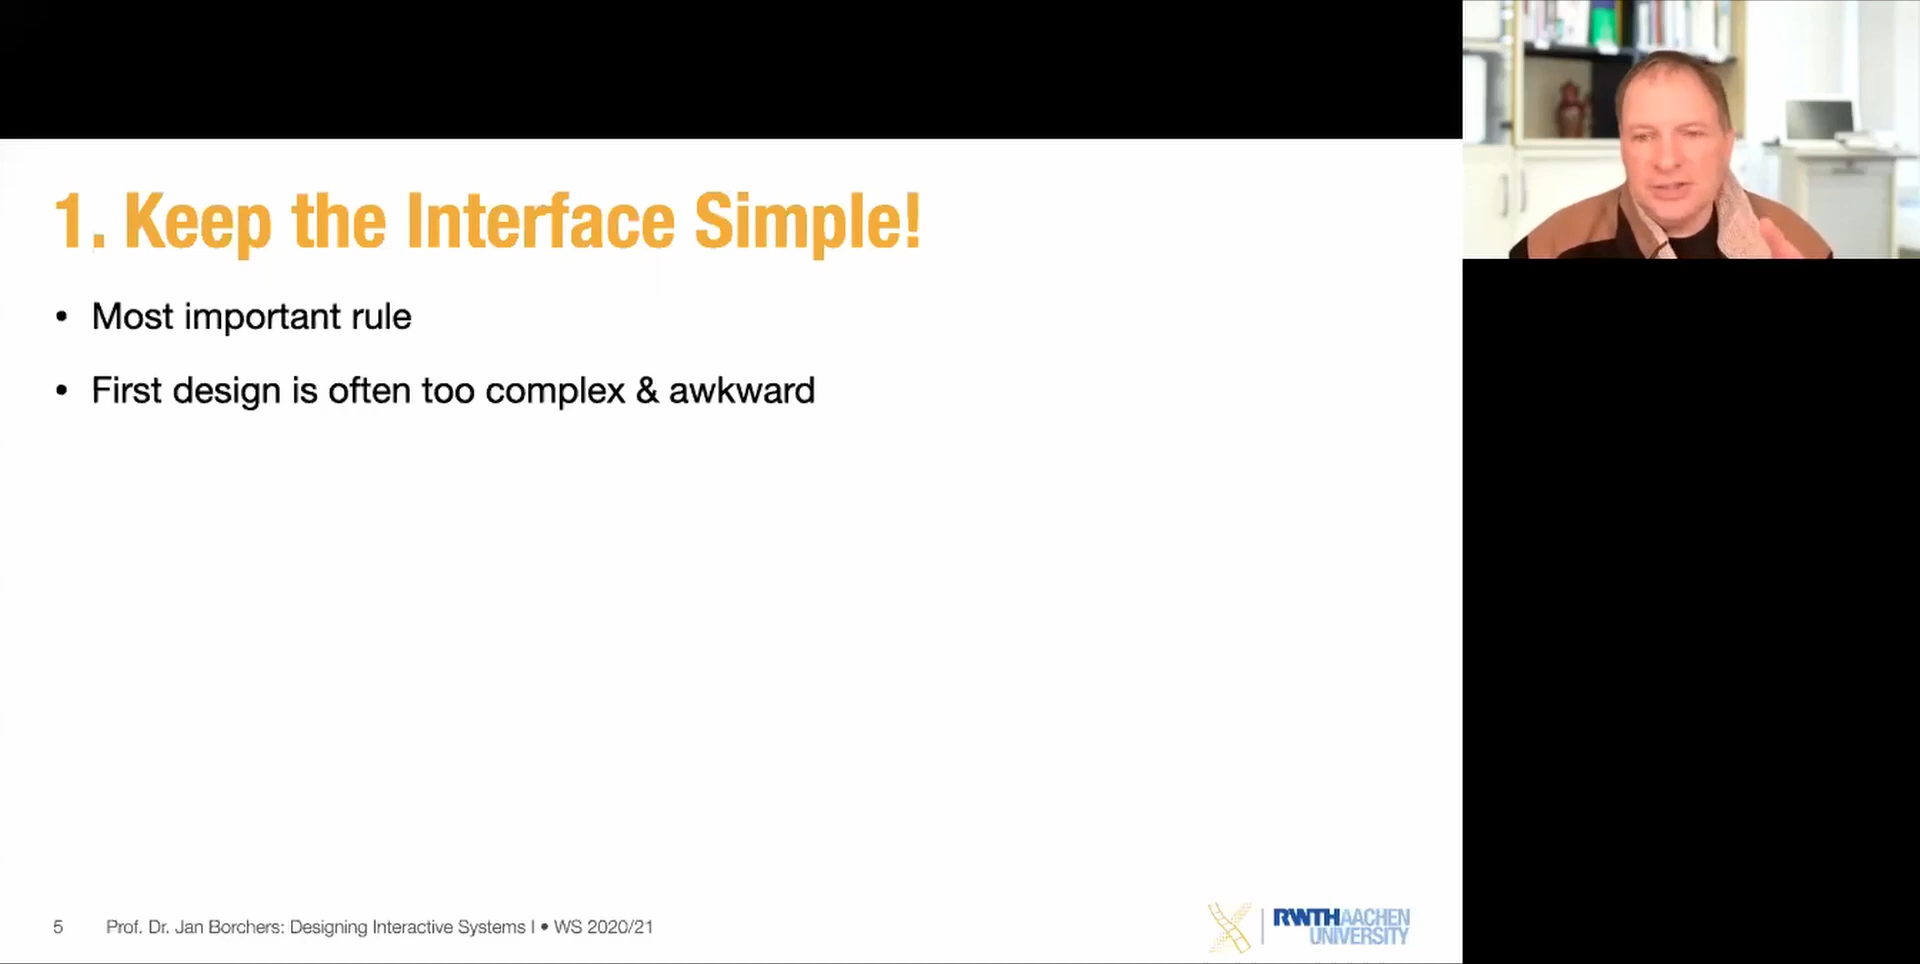 1. Keep the Interface Simple!
• Most important rule
• First design is often too complex & awkward
5 Prof. Dr. Jan Borchers: Designing Interactive Systems I • WS 2020/21
RWTHAACHEN
UNIVERSITY